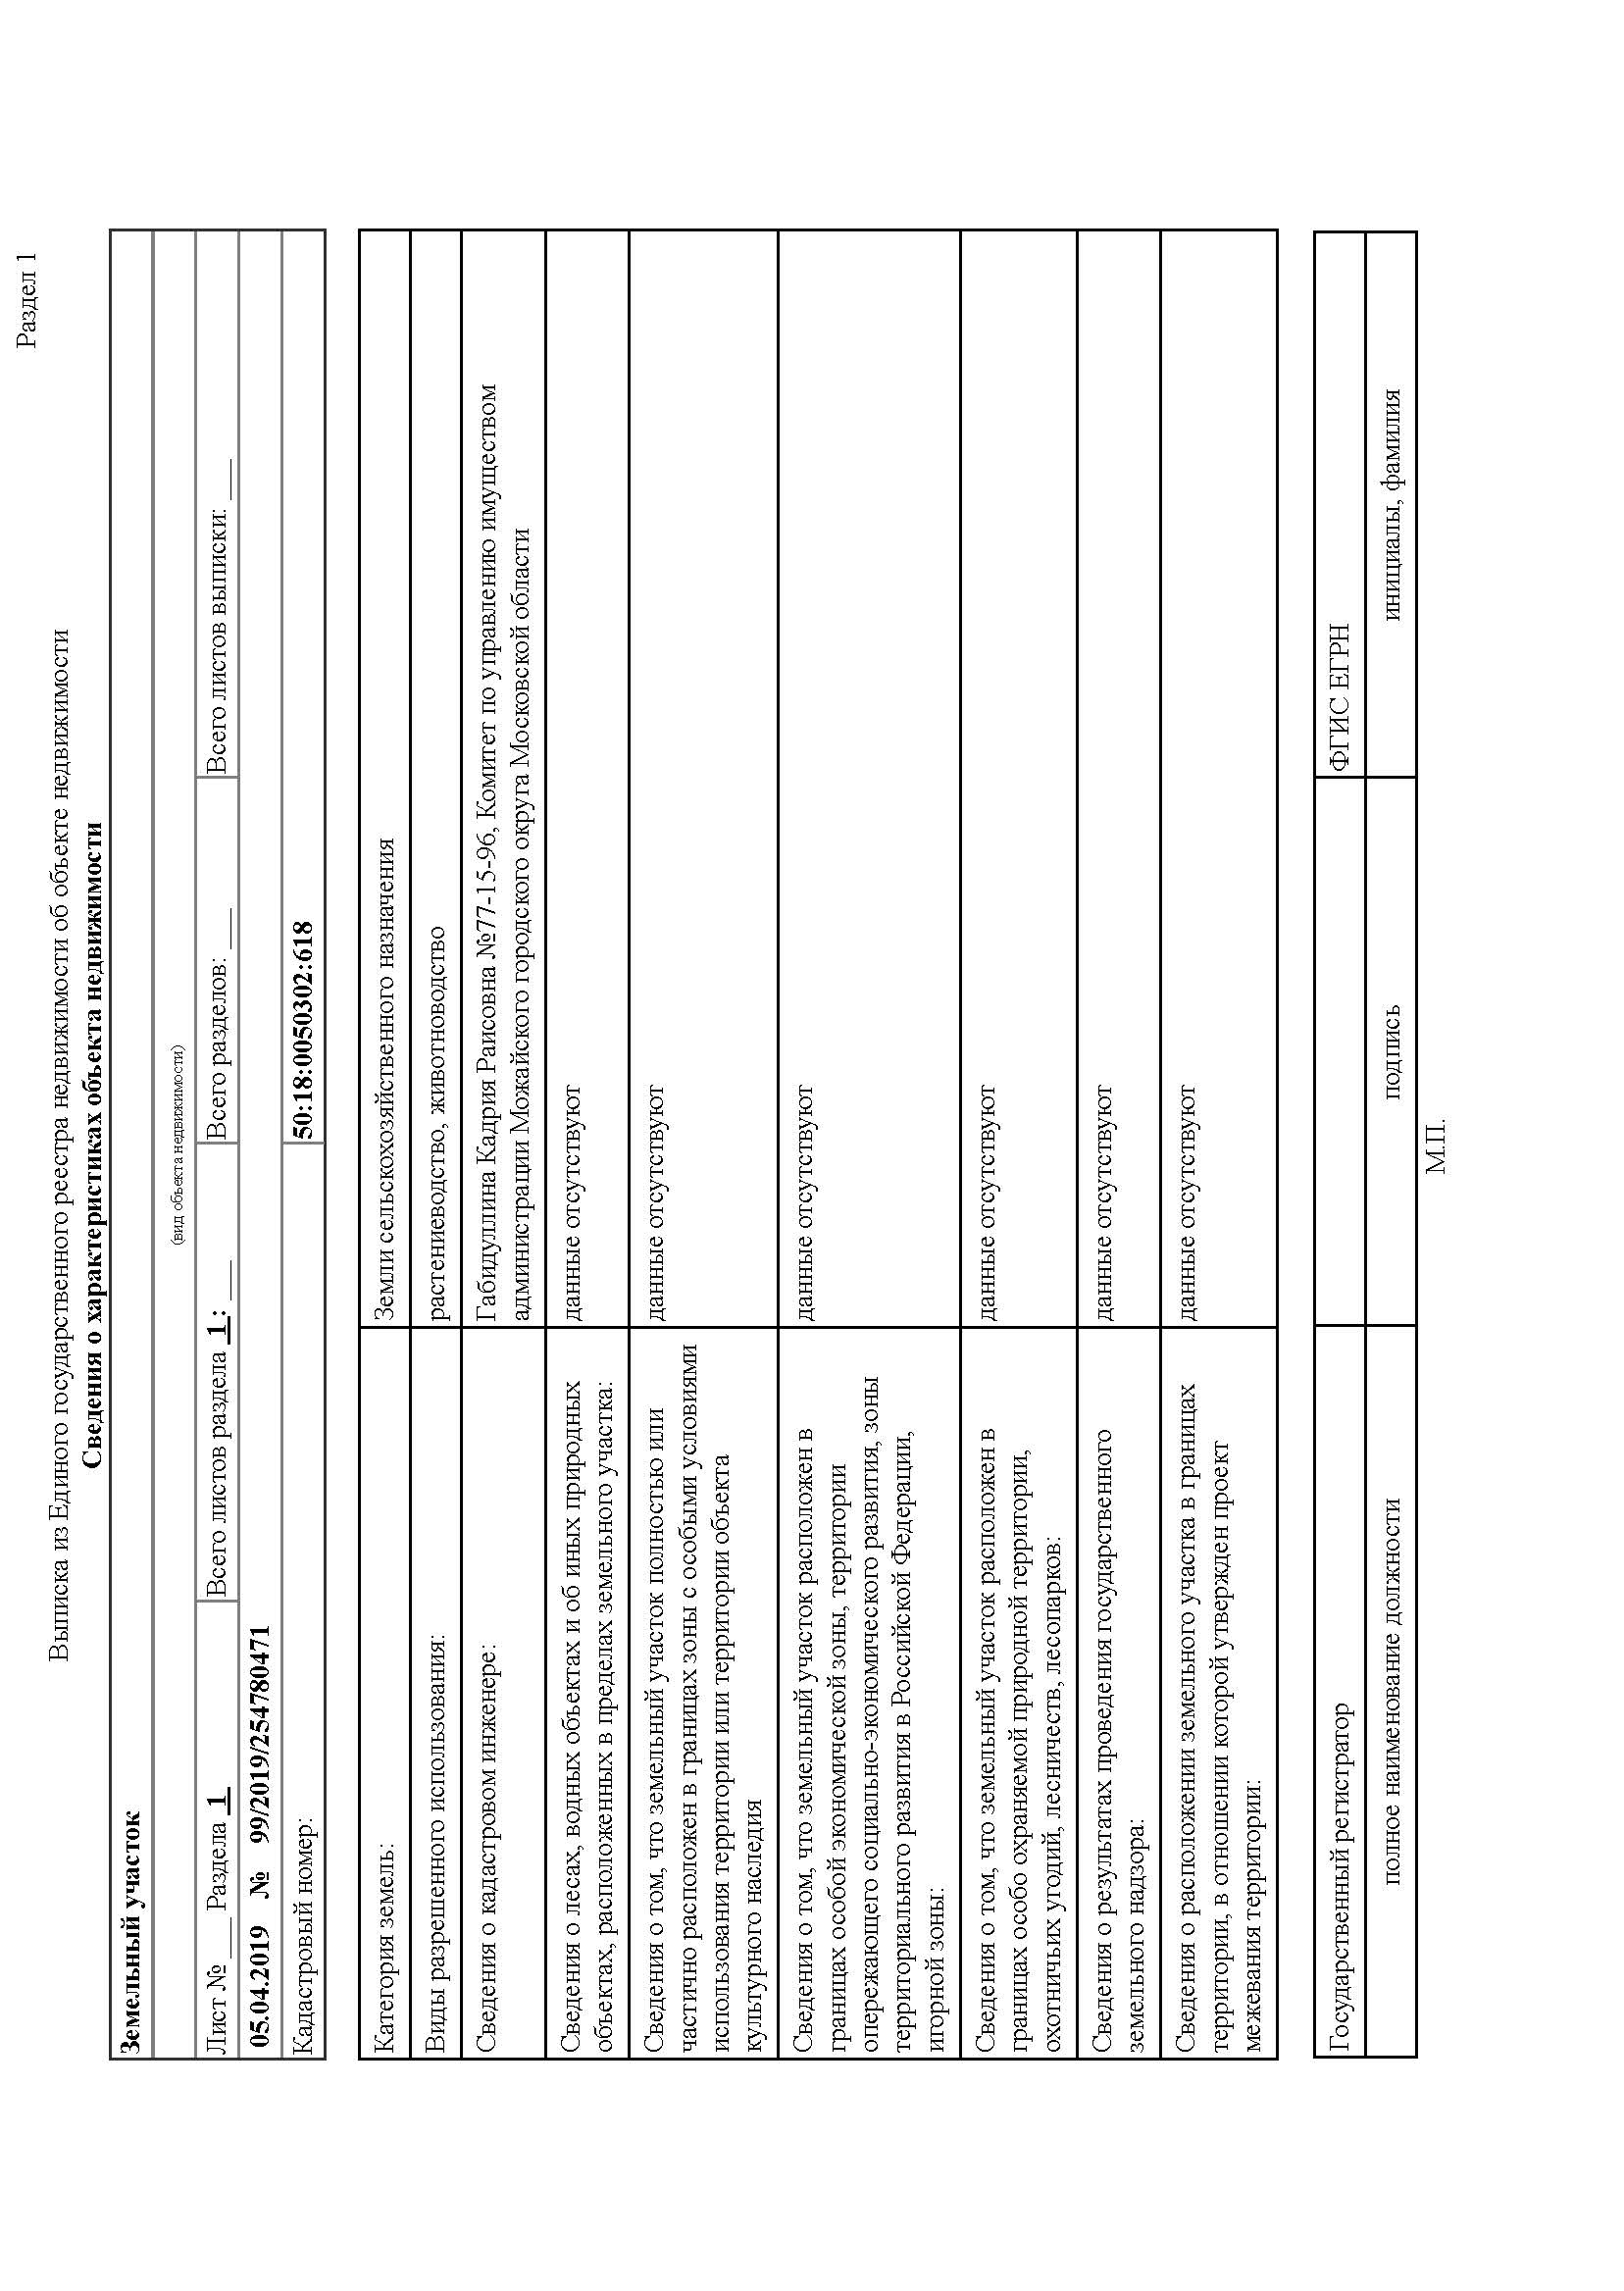 Раздел 1
Выписка из Единого государственного реестра недвижимости об объекте недвижимости
Сведения о характеристиках объекта недвижимости
Земельный участок
(вид объекта недвижимости)
Лист № ___ Раздела 1 Всего листов раздела 1: ___ Всего разделов: ___ Всего листов выписки: ___
05.04.2019 № 99/2019/254780471
Кадастровый номер: 50:18:0050302:618
Категория земель: Земли сельскохозяйственного назначения
Виды разрешенного использования: растениеводство, животноводство
Сведения о кадастровом инженере: Габидуллина Кадрия Раисовна №77-15-96, Комитет по управлению имуществом
администрации Можайского городского округа Московской области
Сведения о лесах, водных объектах и об иных природных
объектах, расположенных в пределах земельного участка:
данные отсутствуют
Сведения о том, что земельный участок полностью или
частично расположен в границах зоны с особыми условиями
использования территории или территории объекта
культурного наследия
данные отсутствуют
Сведения о том, что земельный участок расположен в
границах особой экономической зоны, территории
опережающего социально-экономического развития, зоны
территориального развития в Российской Федерации,
игорной зоны:
данные отсутствуют
Сведения о том, что земельный участок расположен в
границах особо охраняемой природной территории,
охотничьих угодий, лесничеств, лесопарков:
данные отсутствуют
Сведения о результатах проведения государственного
земельного надзора:
данные отсутствуют
Сведения о расположении земельного участка в границах
территории, в отношении которой утвержден проект
межевания территории:
данные отсутствуют
Государственный регистратор ФГИС ЕГРН
полное наименование должности подпись инициалы, фамилия
М.П.